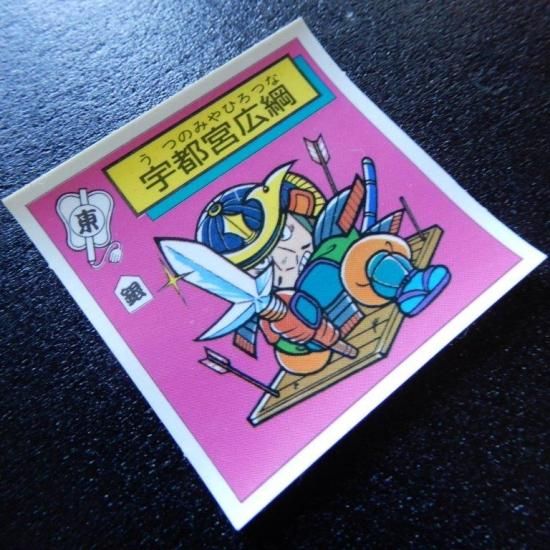 うつのみやひろつな
宇都宮広綱
東
銀